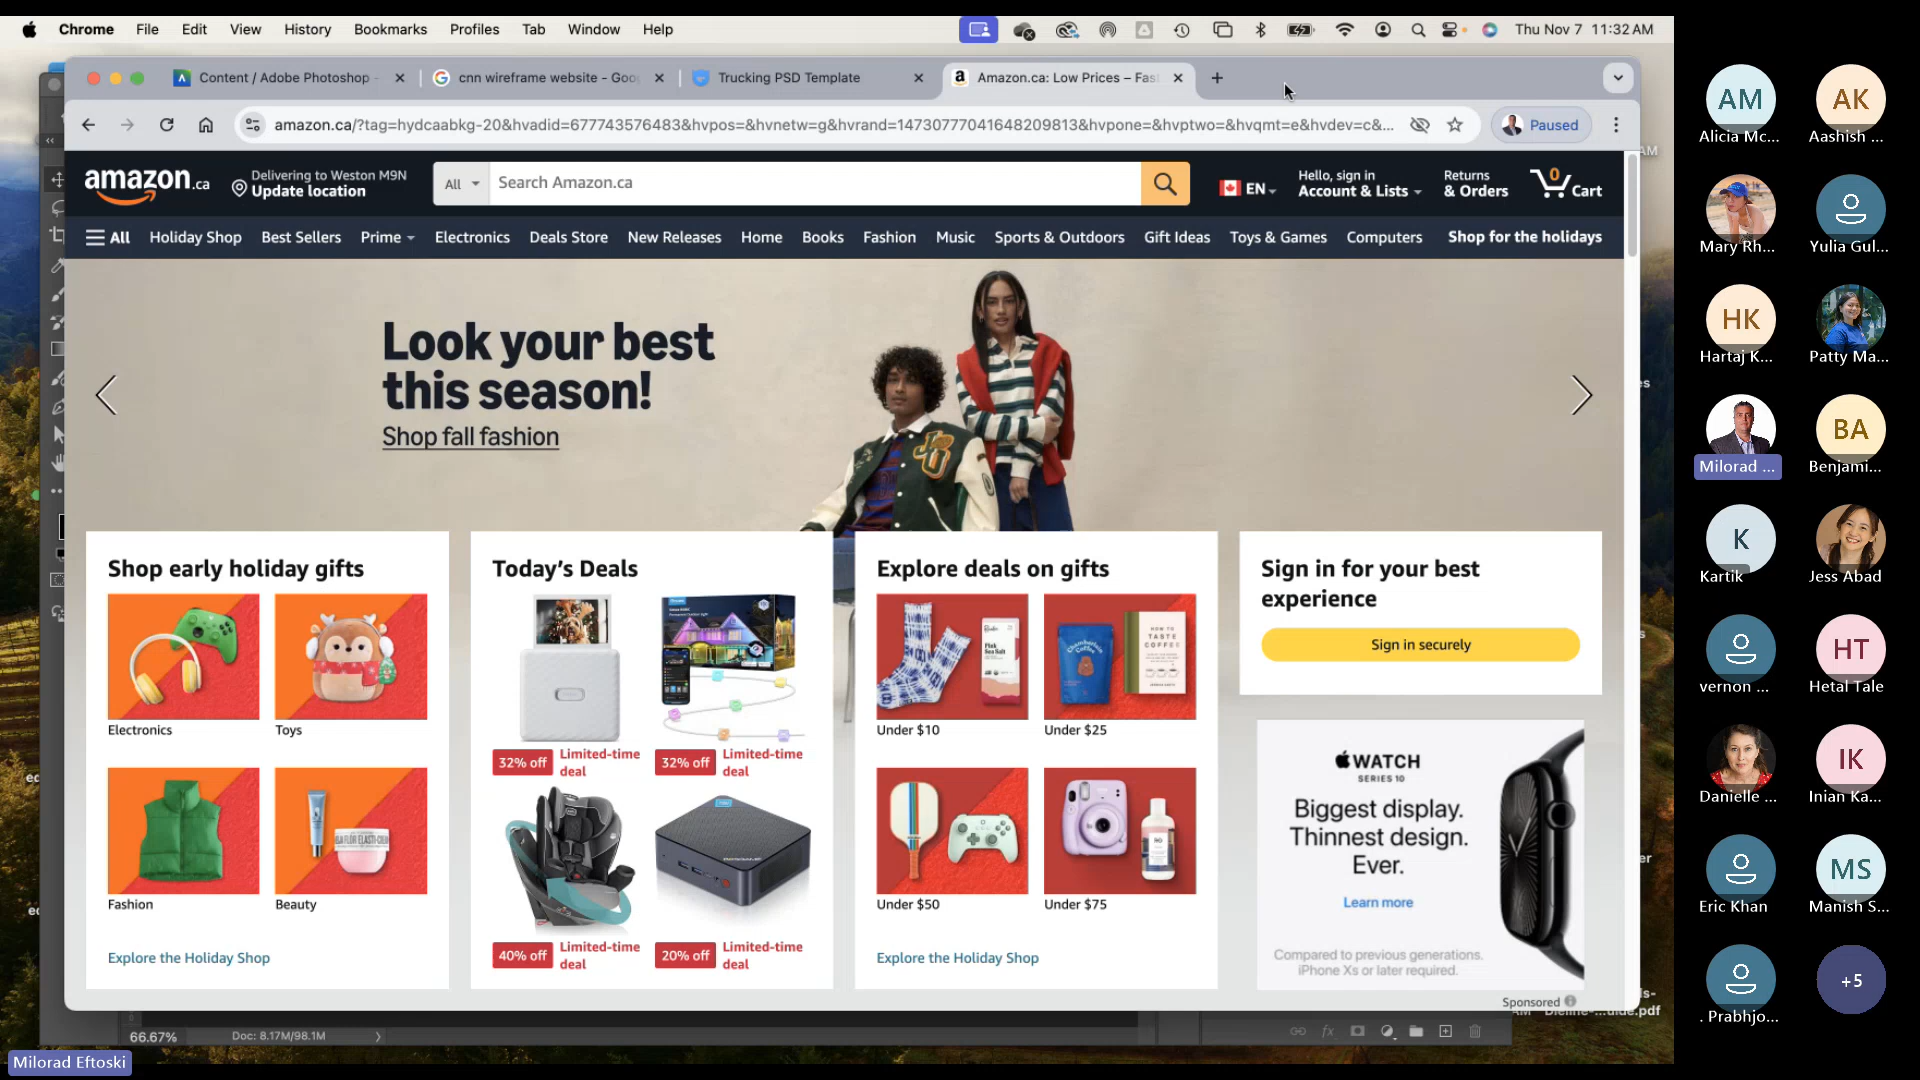 Chrome File Edit View History Bookmarks Profiles Tab Window Help Thu Nov 7 11:32 AM
Content / Adobe Photoshop - cnn wireframe website - Goo Trucking PSD Template Amazon.ca: Low Prices – Fas
amazon.ca/?tag=hydcaabkg-20&hvadid=677743576483&hvpos=&hvnetw=g&hvrand=14730777041648209813&hvpone=&hvptwo=&hvqmt=e&hvdev=c&... Paused
amazon.ca
Delivering to Weston M9N
Update location
All
Search Amazon.ca
EN
Hello, sign in
Account & Lists
Returns
& Orders
0
Cart
All Holiday Shop Best Sellers Prime Electronics Deals Store New Releases Home Books Fashion Music Sports & Outdoors Gift Ideas Toys & Games Computers Shop for the holidays
Look your best
this season!
Shop fall fashion
Shop early holiday gifts
Electronics
Toys
Fashion
Beauty
Explore the Holiday Shop
Today's Deals
32% off Limited-time deal
32% off Limited-time deal
40% off Limited-time deal
20% off Limited-time deal
Explore deals on gifts
Pink
Sea Salt
HOW TO
TASTE
COFFEE
Under $10
Under $25
Under $50
Under $75
Explore the Holiday Shop
Sign in for your best
experience
Sign in securely
WATCH
SERIES 10
Biggest display.
Thinnest design.
Ever.
Learn more
Compared to previous generations.
iPhone Xs or later required.
Sponsored
66.67% Doc: 8.17M/98.1M
fx
Milorad Eftoski
AM
Alicia Mc...
AK
Aashish ...
Mary Rh...
Yulia Gul...
HK
Hartaj K...
Patty Ma...
Milorad ...
BA
Benjami...
K
Kartik
Jess Abad
vernon ...
HT
Hetal Tale
Danielle ...
IK
Inian Ka...
Eric Khan
MS
Manish S...
. Prabhjo...
+5